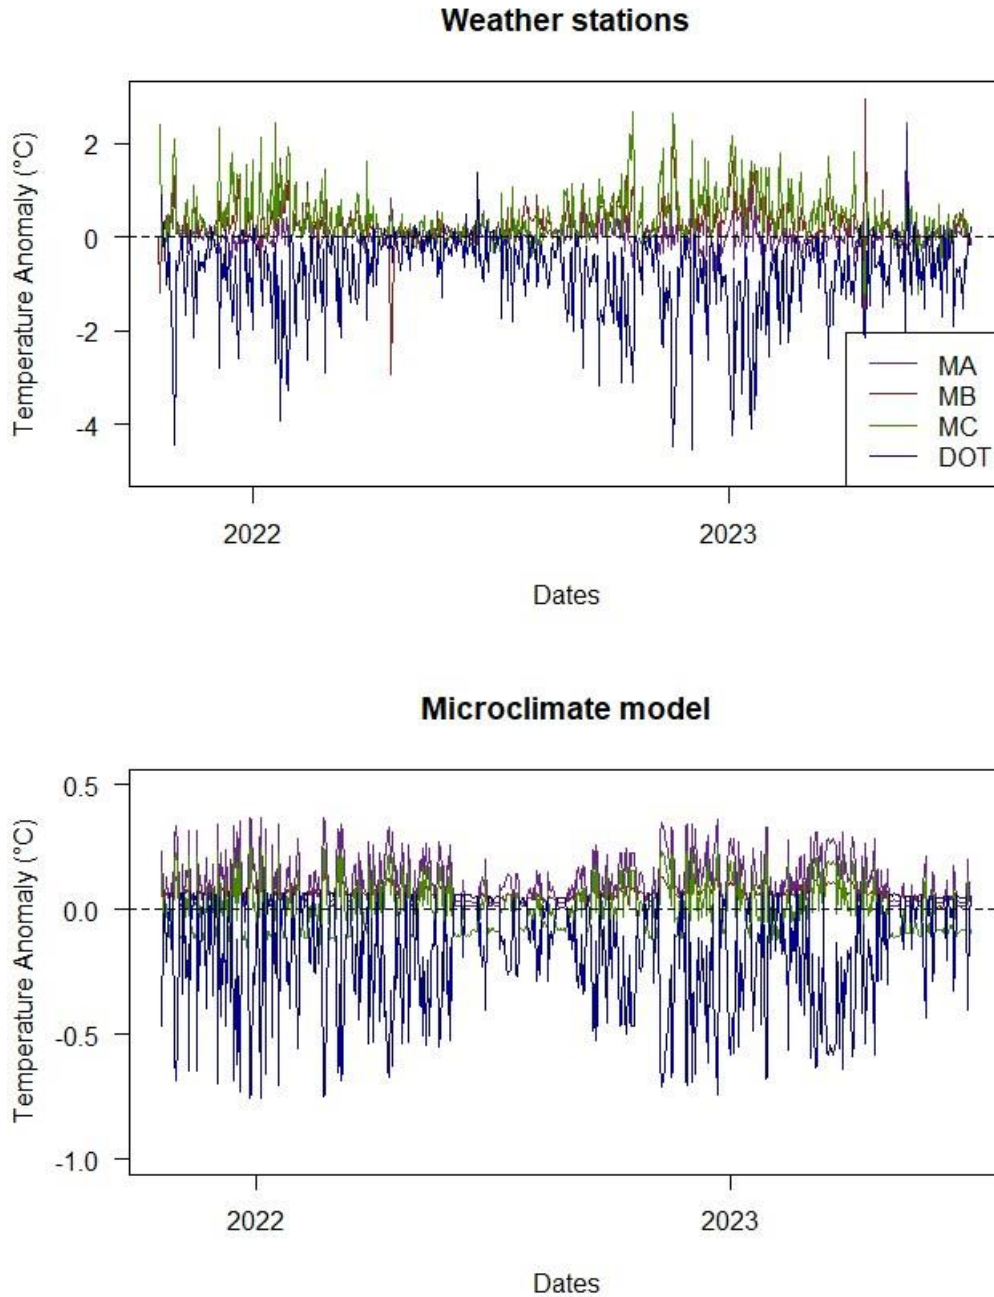 Weather stations
Temperature Anomaly (°C)
2
0
-2
-4
MA
MB
MC
DOT
2022 2023
Dates
Microclimate model
Temperature Anomaly (°C)
0.5
0.0
-0.5
-1.0
2022 2023
Dates